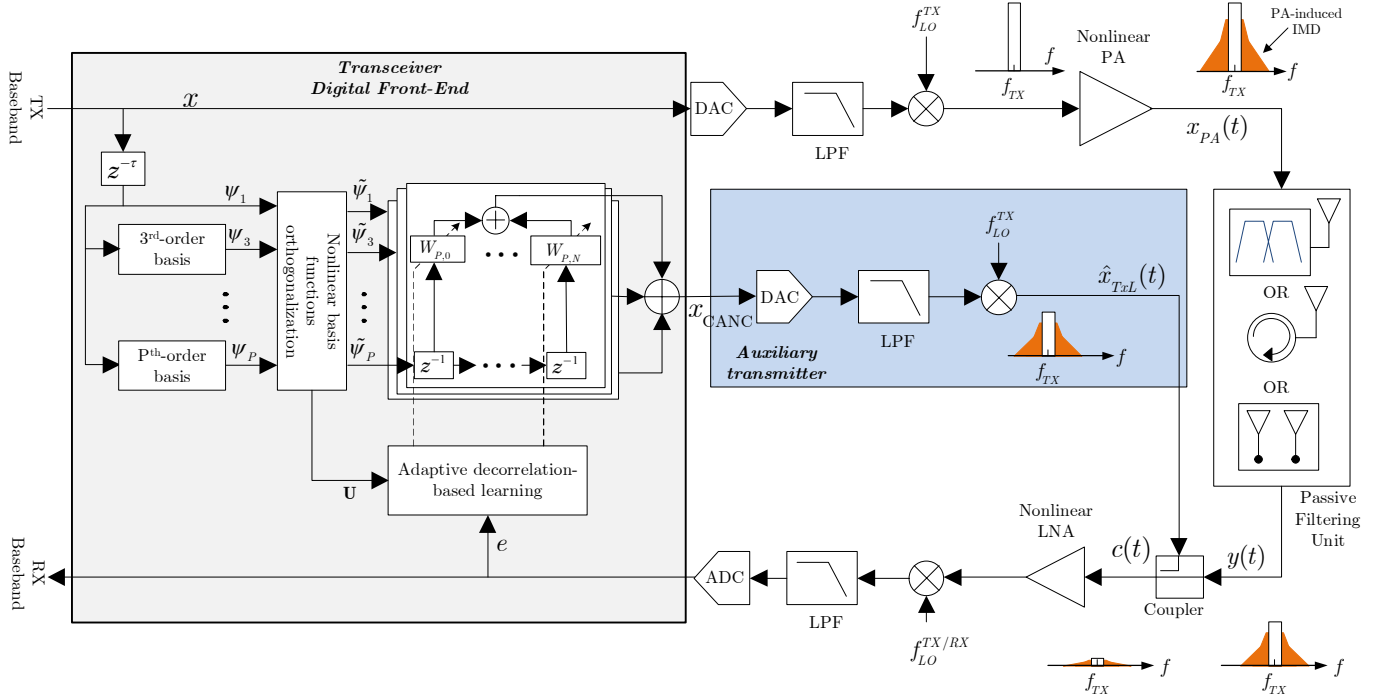 Transceiver
Digital Front-End
TX
Baseband
x
z^{-τ}
ψ_1
ψ_3
ψ_P
3rd-order
basis
Pth-order
basis
Nonlinear basis
functions
orthogonalization
ψ̃_1
ψ̃_3
ψ̃_P
W_{P,0}
W_{P,N}
z^{-1}
z^{-1}
U
Adaptive decorrelation-
based learning
e
RX
Baseband
x_{CANC}
DAC
LPF
f_{LO}^{TX}
f
f_{TX}
Nonlinear
PA
PA-induced
IMD
f
f_{TX}
x_{PA}(t)
DAC
LPF
f_{LO}^{TX}
x̂_{TxL}(t)
f
f_{TX}
Auxiliary
transmitter
OR
OR
Passive
Filtering
Unit
y(t)
Coupler
c(t)
Nonlinear
LNA
f_{LO}^{TX/RX}
LPF
ADC
f
f_{TX}
f
f_{TX}